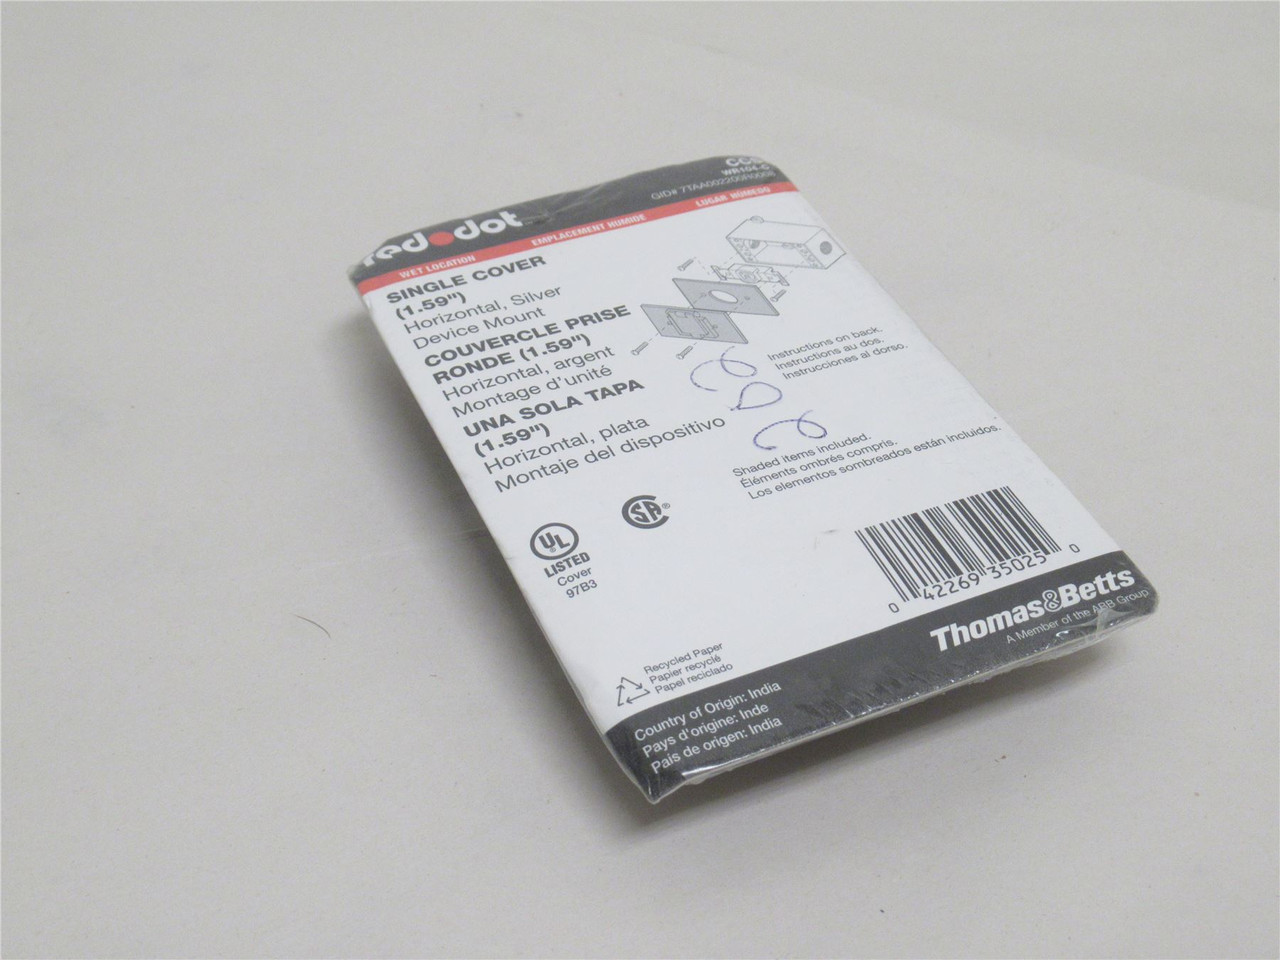 red•dot
WET LOCATION EMPLACEMENT HUMIDE LUGAR HÚMEDO
SINGLE COVER
(1.59")
Horizontal, Silver
Device Mount
COUVERCLE PRISE
RONDE (1.59")
Horizontal, argent
Montage d'unité
UNA SOLA TAPA
(1.59")
Horizontal, plata
Montaje del dispositivo
Instructions on back.
Instructions au dos.
Instrucciones al dorso.
Shaded items included.
Éléments ombrés compris.
Los elementos sombreados están incluidos.
UL
®
LISTED
Cover
97B3
SA®
0 42269 35025 0
Thomas&Betts
A Member of the ABB Group
Recycled Paper
Papier recyclé
Papel reciclado
Country of Origin: India
Pays d'origine: Inde
País de origen: India